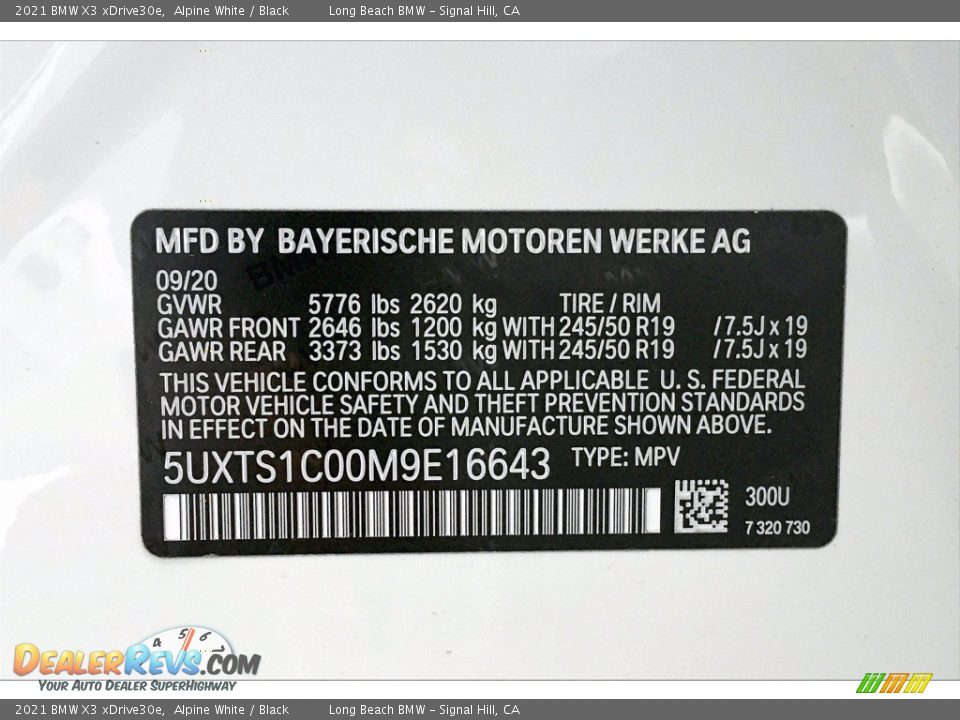 2021 BMW X3 xDrive30e, Alpine White / Black Long Beach BMW - Signal Hill, CA
MFD BY BAYERISCHE MOTOREN WERKE AG
09/20
GVWR 5776 lbs 2620 kg TIRE / RIM
GAWR FRONT 2646 lbs 1200 kg WITH 245/50 R19 / 7.5J x 19
GAWR REAR 3373 lbs 1530 kg WITH 245/50 R19 / 7.5J x 19
THIS VEHICLE CONFORMS TO ALL APPLICABLE U. S. FEDERAL
MOTOR VEHICLE SAFETY AND THEFT PREVENTION STANDARDS
IN EFFECT ON THE DATE OF MANUFACTURE SHOWN ABOVE.
5UXTS1C00M9E16643 TYPE: MPV
300U
7 320 730
4 5 6 7
DEALERREVS.COM
YOUR AUTO DEALER SUPERHIGHWAY
2021 BMW X3 xDrive30e, Alpine White / Black Long Beach BMW - Signal Hill, CA